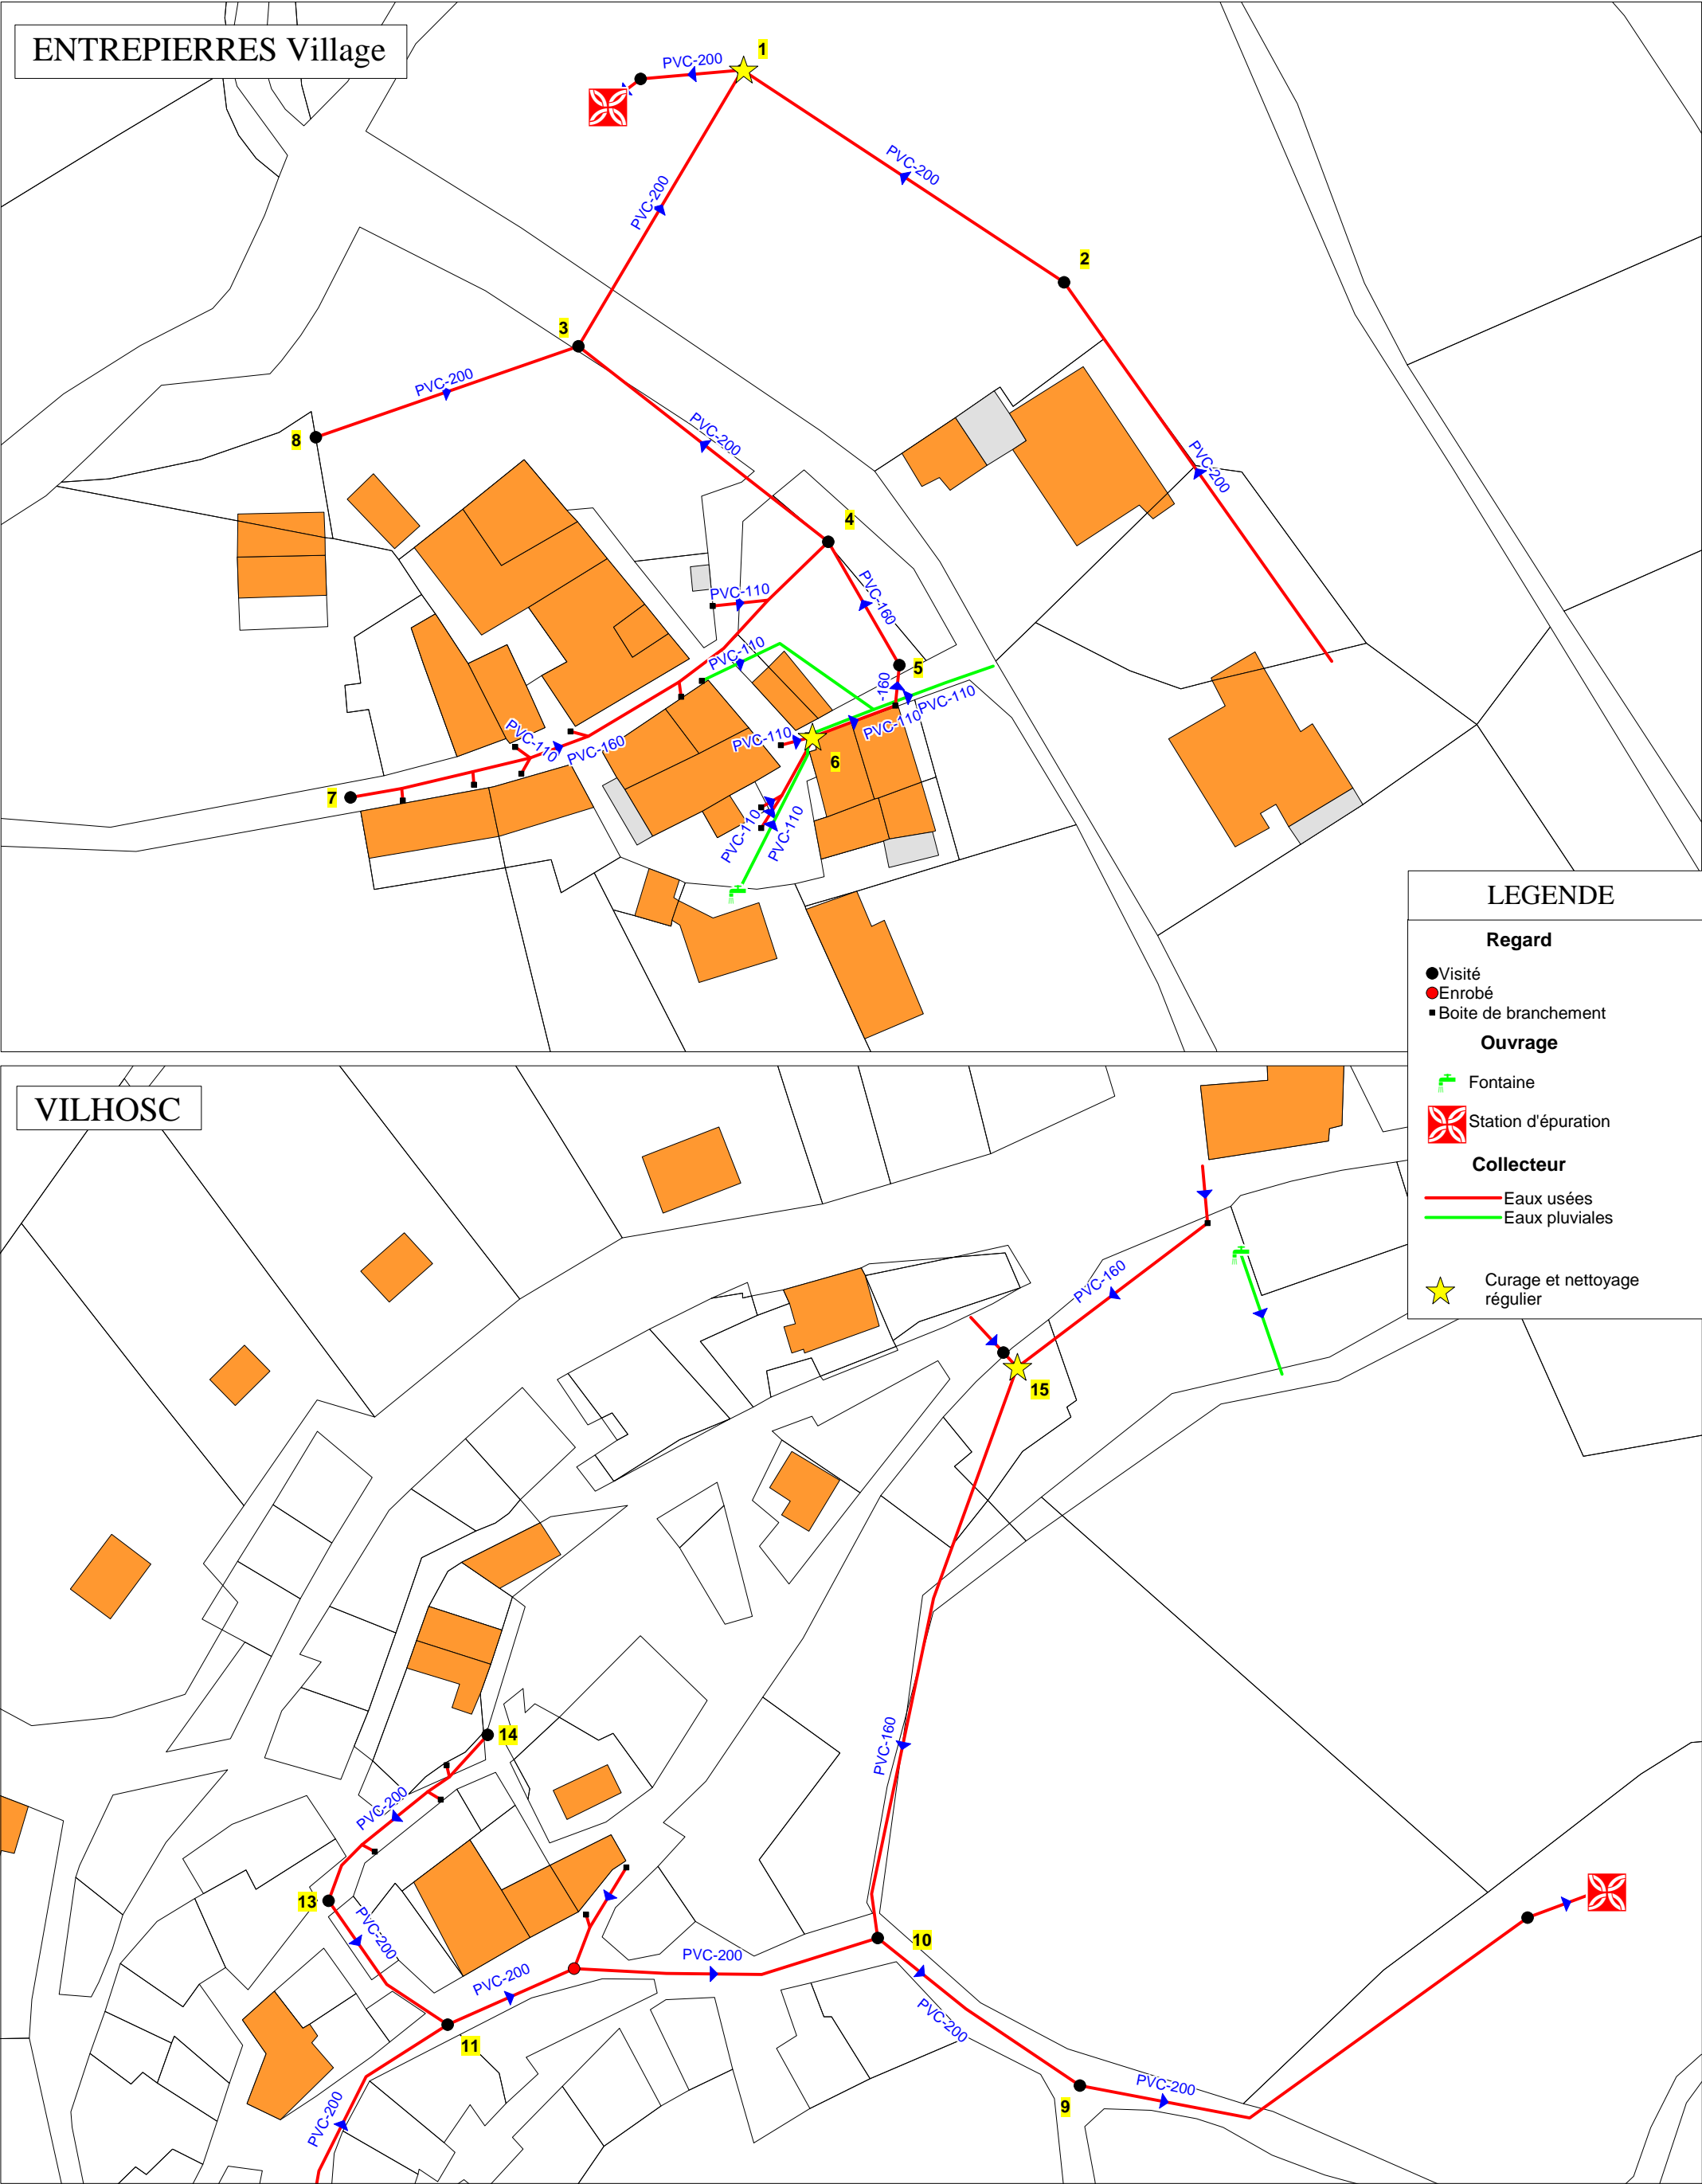 ENTREPIERRES Village
1
PVC-200
PVC-200
PVC-200
2
3
PVC-200
8
PVC-200
PVC-200
4
PVC-110
PVC-160
PVC-110
5
-160
PVC-110
PVC-110
PVC-110
PVC-160
PVC-110
6
7
PVC-110
PVC-110
LEGENDE
Regard
Visité
Enrobé
Boite de branchement
Ouvrage
Fontaine
Station d'épuration
Collecteur
Eaux usées
Eaux pluviales
Curage et nettoyage
régulier
VILHOSC
PVC-160
15
PVC-160
14
PVC-200
13
PVC-200
10
PVC-200
PVC-200
PVC-200
11
9
PVC-200
PVC-200